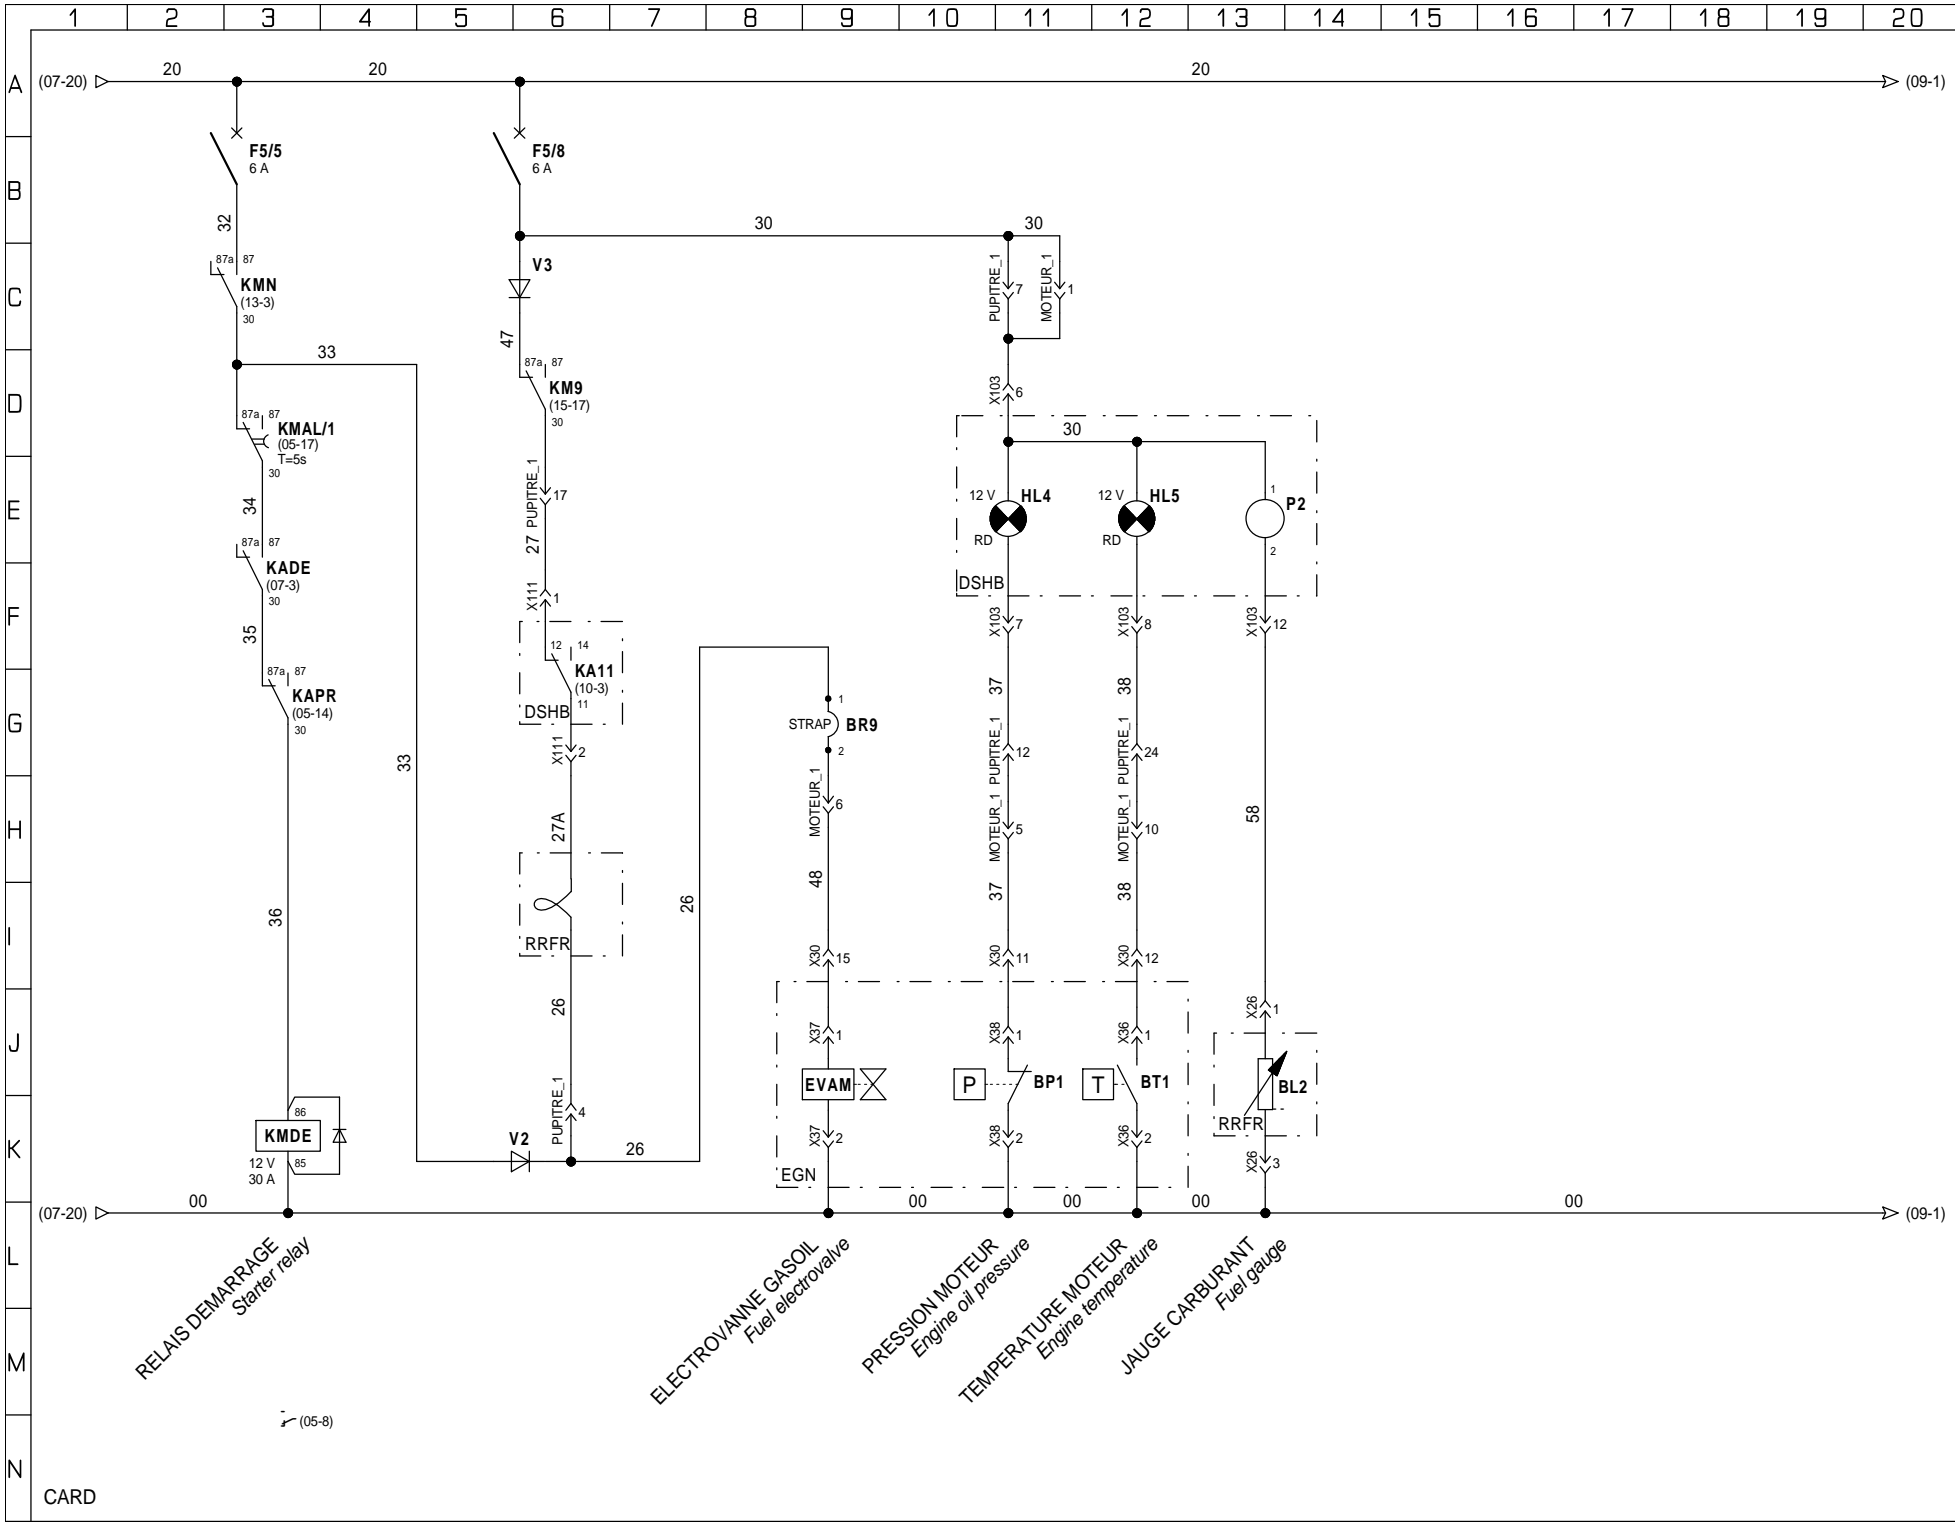 1 2 3 4 5 6 7 8 9 10 11 12 13 14 15 16 17 18 19 20
A
B
C
D
E
F
G
H
I
J
K
L
M
N
(07-20) 20 20 20 (09-1)
F5/5
6 A
32
87a 87
KMN
(13-3)
30
33
87a 87
KMAL/1
(05-17)
T=5s
30
34
87a 87
KADE
(07-3)
30
35
87a 87
KAPR
(05-14)
30
36
33
86
KMDE
12 V
30 A
85
F5/8
6 A
30 30
V3
47
87a 87
KM9
(15-17)
30
PUPITRE_1
17
27
X111
1
12 14
KA11
(10-3)
11
DSHB
X111
2
27A
RRFR
26
PUPITRE_1
4
V2
26
26
1
STRAP BR9
2
MOTEUR_1
6
48
X30
15
X37
1
EVAM
X37
2
EGN
PUPITRE_1
7
MOTEUR_1
1
X103
6
30
12 V HL4
RD
12 V HL5
RD
1
P2
2
DSHB
X103
7
X103
8
X103
12
37
38
PUPITRE_1
12
PUPITRE_1
24
MOTEUR_1
5
MOTEUR_1
10
58
37
38
X30
11
X30
12
X38
1
X36
1
X26
1
P BP1
T BT1
BL2
RRFR
X38
2
X36
2
X26
3
(07-20) 00 00 00 00 00 (09-1)
RELAIS DEMARRAGE
Starter relay
ELECTROVANNE GASOIL
Fuel electrovalve
PRESSION MOTEUR
Engine oil pressure
TEMPERATURE MOTEUR
Engine temperature
JAUGE CARBURANT
Fuel gauge
(05-8)
CARD